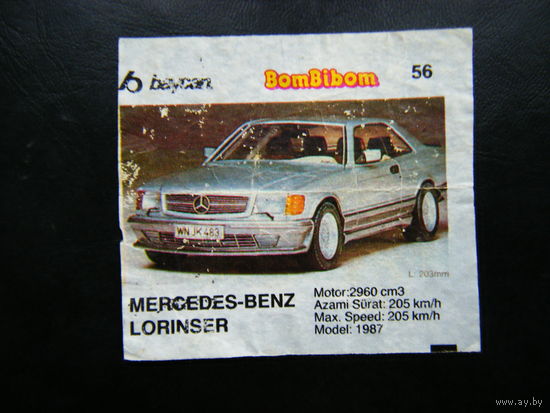 baycan
BomBibom
56
WN JK 483
L. 203mm
MERCEDES-BENZ
LORINSER
Motor:2960 cm3
Azami Sürat: 205 km/h
Max. Speed: 205 km/h
Model: 1987
www.ay.by